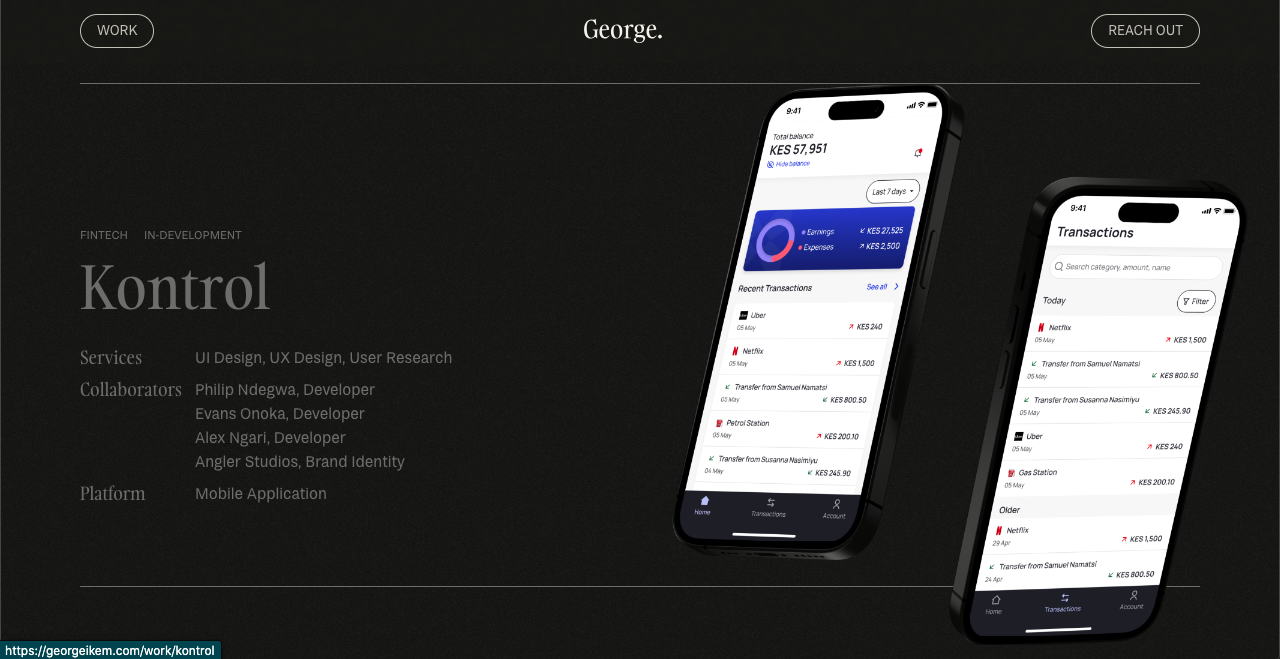 WORK
George.
REACH OUT
FINTECH IN-DEVELOPMENT
Kontrol
Services UI Design, UX Design, User Research
Collaborators Philip Ndegwa, Developer
Evans Onoka, Developer
Alex Ngari, Developer
Angler Studios, Brand Identity
Platform Mobile Application
9:41
Total balance
KES 57,951
Hide balance
Last 7 days
Earnings KES 27,525
Expenses KES 2,500
Recent Transactions See all
Uber
05 May KES 240
Netflix
05 May KES 1,500
Transfer from Samuel Namatsi
05 May KES 800.50
Petrol Station
05 May KES 200.10
Transfer from Susanna Nasimiyu
04 May KES 245.90
Home Transactions Account
9:41
Transactions
Search category, amount, name
Today Filter
Netflix
05 May KES 1,500
Transfer from Samuel Namatsi
05 May KES 800.50
Transfer from Susanna Nasimiyu
05 May KES 245.90
Uber
05 May KES 240
Gas Station
05 May KES 200.10
Older
Netflix
29 Apr KES 1,500
Transfer from Samuel Namatsi
24 Apr KES 800.50
Home Transactions Account
https://georgeikem.com/work/kontrol